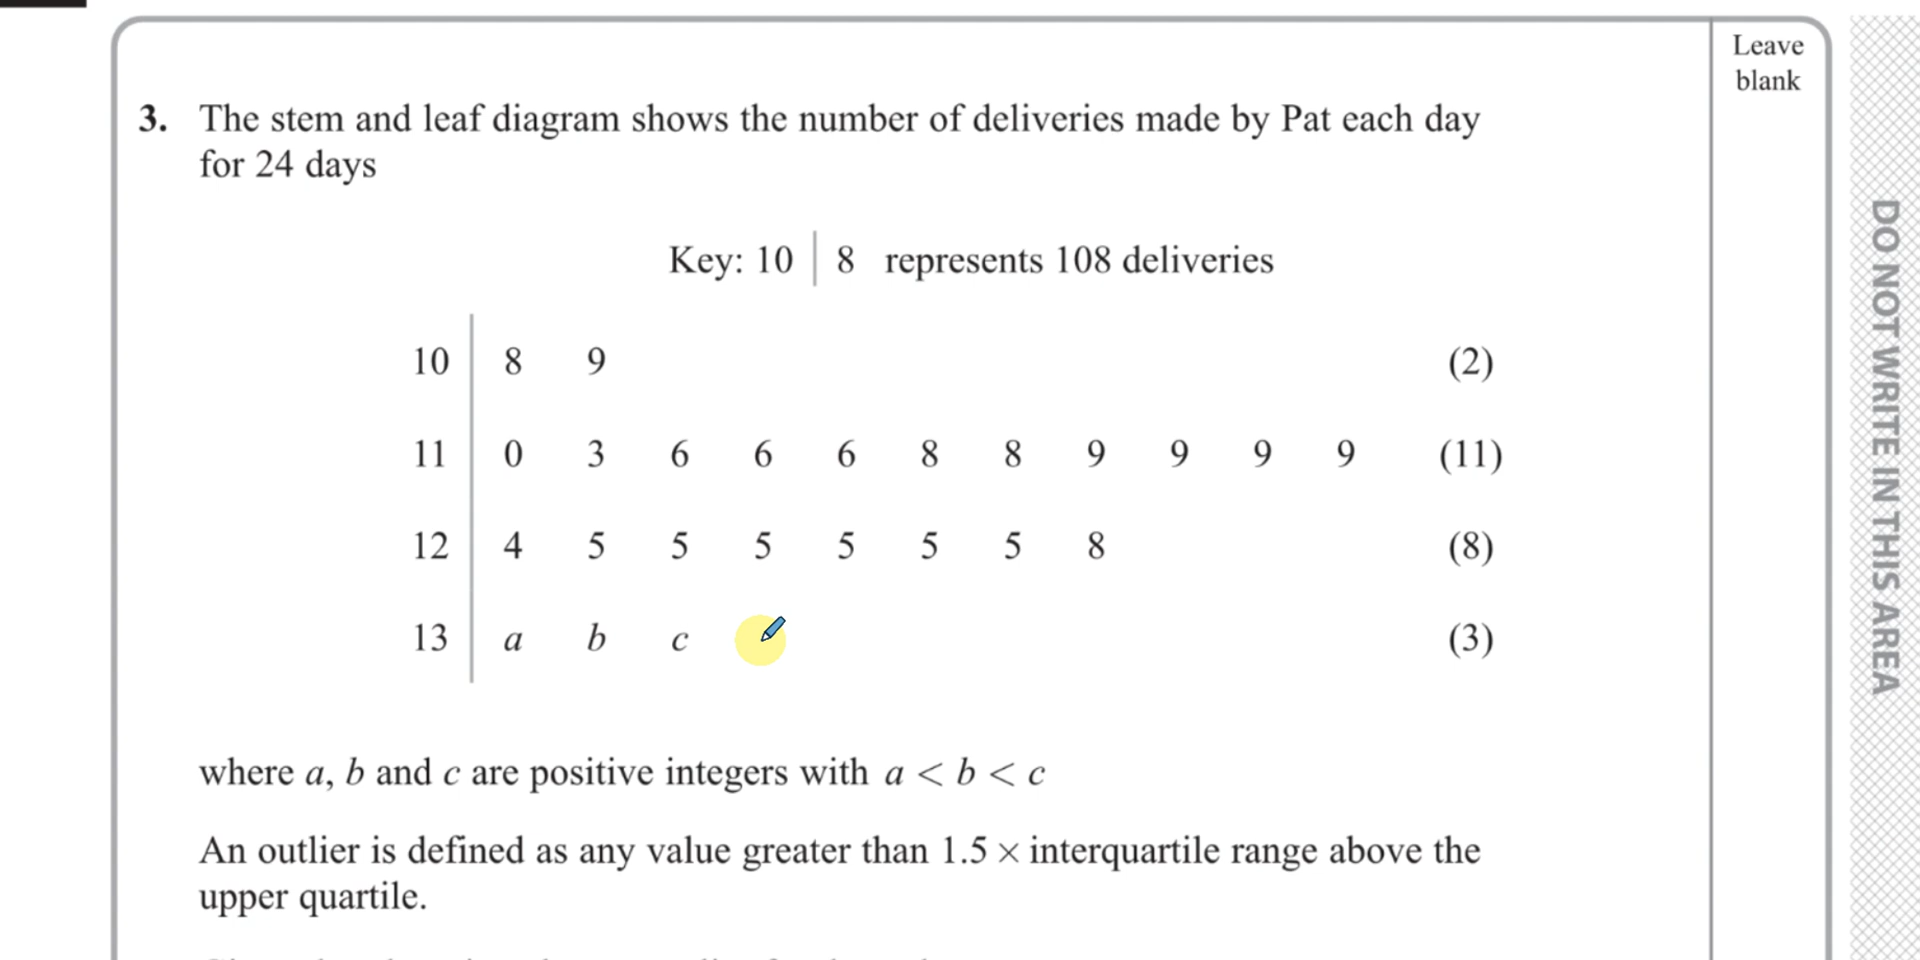 Leave
blank
3. The stem and leaf diagram shows the number of deliveries made by Pat each day
for 24 days
Key: 10 | 8 represents 108 deliveries
10 | 8 9 (2)
11 | 0 3 6 6 6 8 8 9 9 9 9 (11)
12 | 4 5 5 5 5 5 5 8 (8)
13 | a b c (3)
where a, b and c are positive integers with a < b < c
An outlier is defined as any value greater than 1.5 × interquartile range above the
upper quartile.
DO NOT WRITE IN THIS AREA